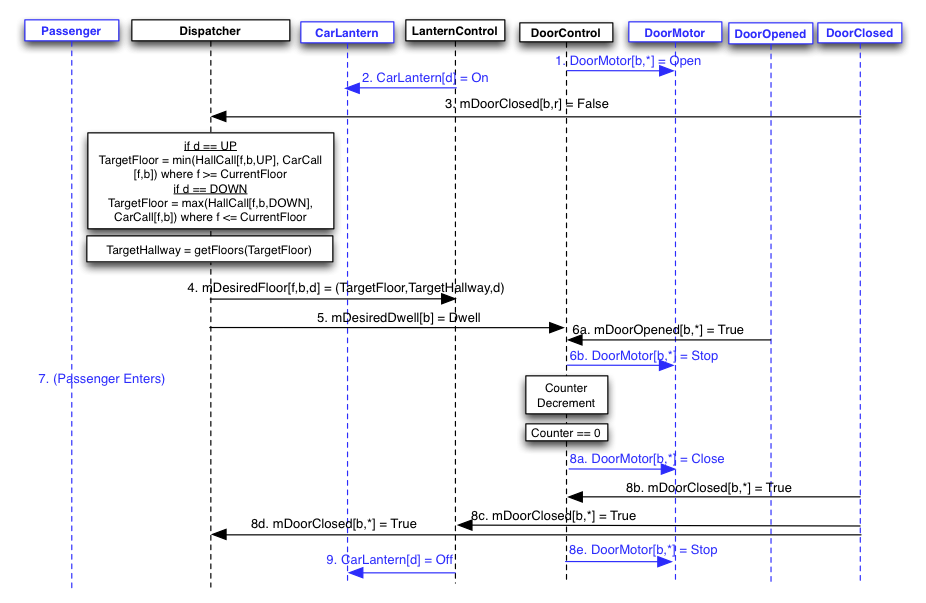 Passenger
Dispatcher
CarLantern
LanternControl
DoorControl
DoorMotor
DoorOpened
DoorClosed
1. DoorMotor[b,*] = Open
2. CarLantern[d] = On
3. mDoorClosed[b,r] = False
if d == UP
TargetFloor = min(HallCall[f,b,UP], CarCall
[f,b]) where f >= CurrentFloor
if d == DOWN
TargetFloor = max(HallCall[f,b,DOWN],
CarCall[f,b]) where f <= CurrentFloor
TargetHallway = getFloors(TargetFloor)
4. mDesiredFloor[f,b,d] = (TargetFloor,TargetHallway,d)
5. mDesiredDwell[b] = Dwell
6a. mDoorOpened[b,*] = True
6b. DoorMotor[b,*] = Stop
7. (Passenger Enters)
Counter
Decrement
Counter == 0
8a. DoorMotor[b,*] = Close
8b. mDoorClosed[b,*] = True
8c. mDoorClosed[b,*] = True
8d. mDoorClosed[b,*] = True
8e. DoorMotor[b,*] = Stop
9. CarLantern[d] = Off